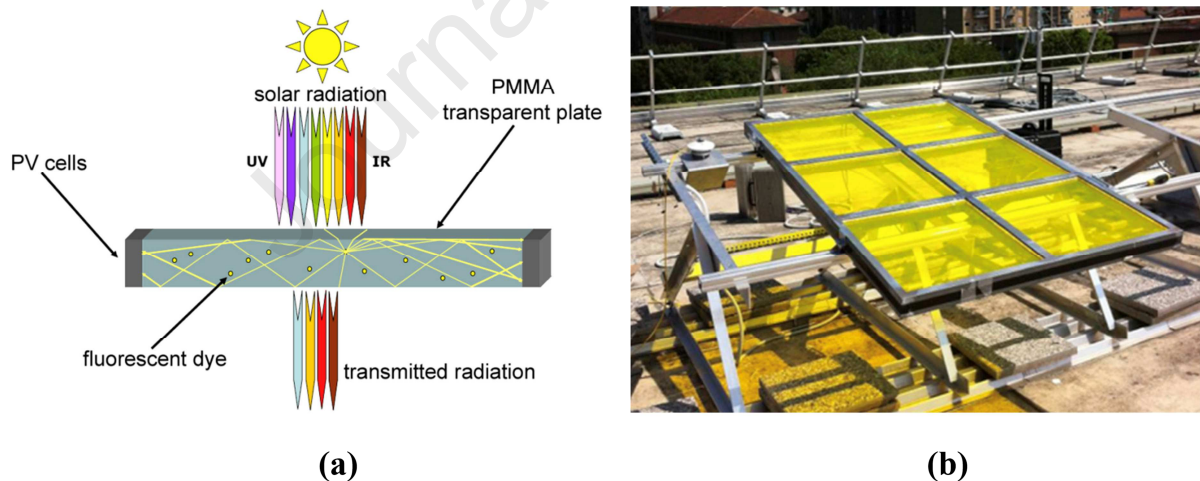 solar radiation
PMMA
transparent plate
UV
IR
PV cells
fluorescent dye
transmitted radiation
(a)
(b)